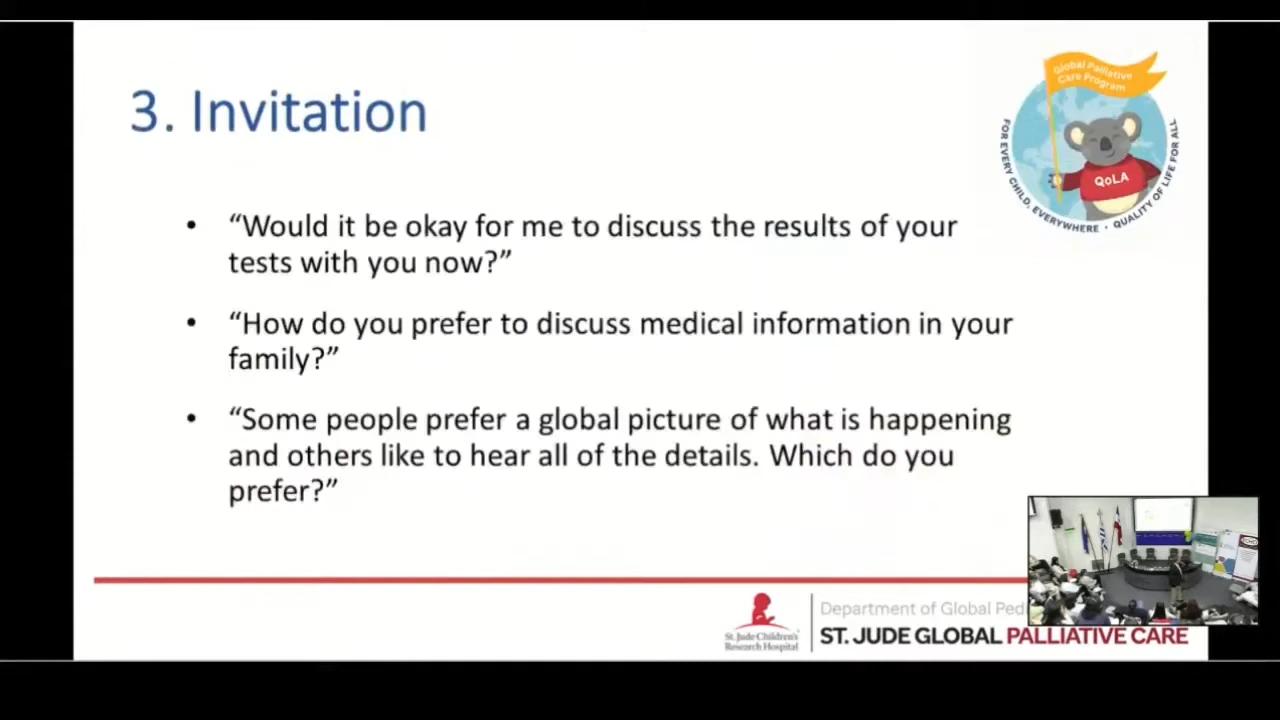 3. Invitation
Global Palliative
Care Program
QoLA
FOR EVERY CHILD, EVERYWHERE • QUALITY OF LIFE FOR ALL
• “Would it be okay for me to discuss the results of your
tests with you now?”
• “How do you prefer to discuss medical information in your
family?”
• “Some people prefer a global picture of what is happening
and others like to hear all of the details. Which do you
prefer?”
St. Jude Children's
Research Hospital
Department of Global
ST. JUDE GLOBAL PALLIATIVE CARE